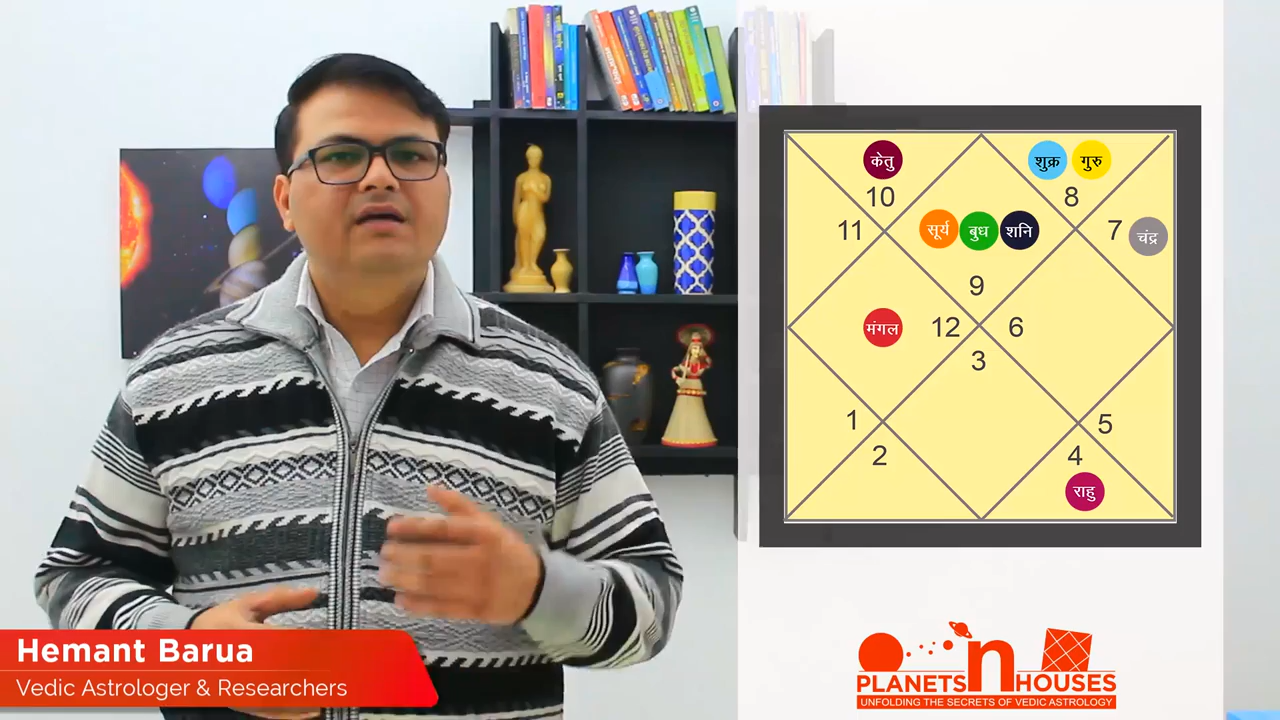 केतु
शुक्र गुरु
10
8
11
सूर्य बुध शनि
7 चंद्र
9
मंगल 12 6
3
1
5
2
4
राहु
Hemant Barua
Vedic Astrologer & Researchers
PLANETS n HOUSES
UNFOLDING THE SECRETS OF VEDIC ASTROLOGY